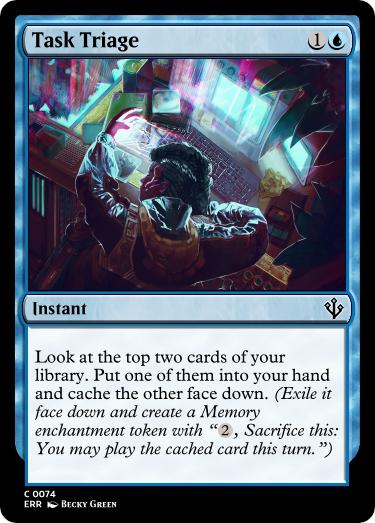 Task Triage 1
Instant
Look at the top two cards of your
library. Put one of them into your hand
and cache the other face down. (Exile it
face down and create a Memory
enchantment token with “2, Sacrifice this:
You may play the cached card this turn.”)
C 0074
ERR Becky Green